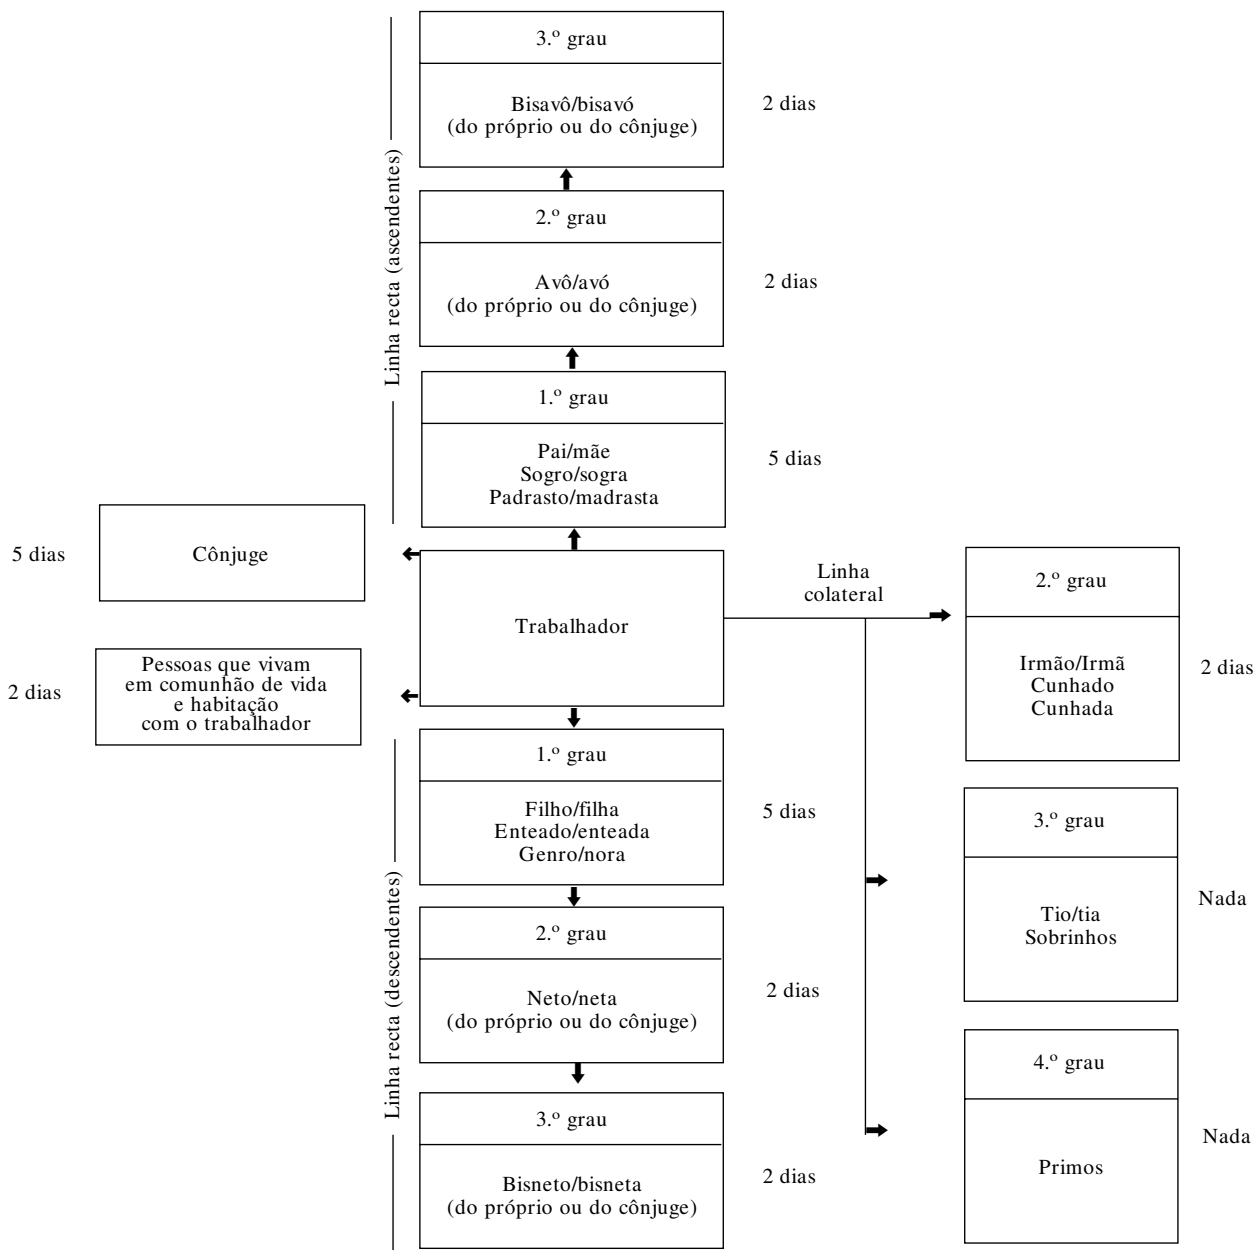 3.º grau
Bisavô/bisavó
(do próprio ou do cônjuge)
2 dias
Linha recta (ascendentes)
2.º grau
Avô/avó
(do próprio ou do cônjuge)
2 dias
1.º grau
Pai/mãe
Sogro/sogra
Padrasto/madrasta
5 dias
5 dias
Cônjuge
Trabalhador
Linha
colateral
2.º grau
Irmão/Irmã
Cunhado
Cunhada
2 dias
2 dias
Pessoas que vivam
em comunhão de vida
e habitação
com o trabalhador
1.º grau
Filho/filha
Enteado/enteada
Genro/nora
5 dias
3.º grau
Tio/tia
Sobrinhos
Nada
Linha recta (descendentes)
2.º grau
Neto/neta
(do próprio ou do cônjuge)
2 dias
4.º grau
Primos
Nada
3.º grau
Bisneto/bisneta
(do próprio ou do cônjuge)
2 dias